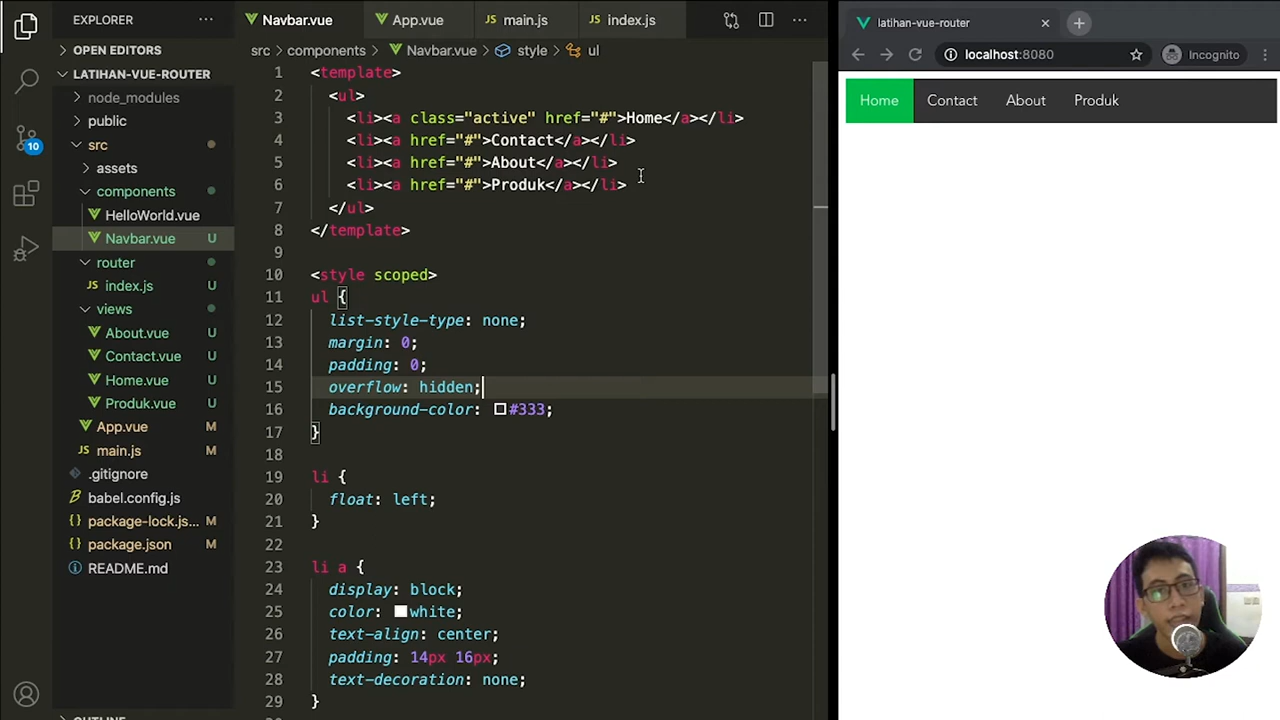 EXPLORER
OPEN EDITORS
LATIHAN-VUE-ROUTER
node_modules
public
src
assets
components
HelloWorld.vue
Navbar.vue U
router
index.js U
views
About.vue U
Contact.vue U
Home.vue U
Produk.vue U
App.vue M
JS main.js M
.gitignore
babel.config.js
package-lock.js... M
package.json M
README.md
10
Navbar.vue
App.vue
JS main.js
JS index.js
src > components > Navbar.vue > style > ul
1 <template>
2 <ul>
3 <li><a class="active" href="#">Home</a></li>
4 <li><a href="#">Contact</a></li>
5 <li><a href="#">About</a></li>
6 <li><a href="#">Produk</a></li>
7 </ul>
8 </template>
9
10 <style scoped>
11 ul {
12 list-style-type: none;
13 margin: 0;
14 padding: 0;
15 overflow: hidden;
16 background-color: #333;
17 }
18
19 li {
20 float: left;
21 }
22
23 li a {
24 display: block;
25 color: white;
26 text-align: center;
27 padding: 14px 16px;
28 text-decoration: none;
29 }
latihan-vue-router
localhost:8080
Incognito
Home Contact About Produk